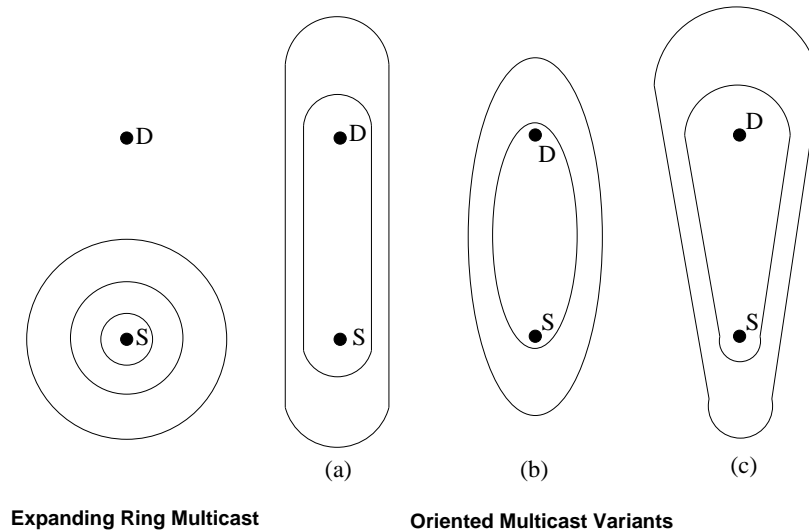 D
D
D
D
S
S
S
S
(a)
(b)
(c)
Expanding Ring Multicast
Oriented Multicast Variants